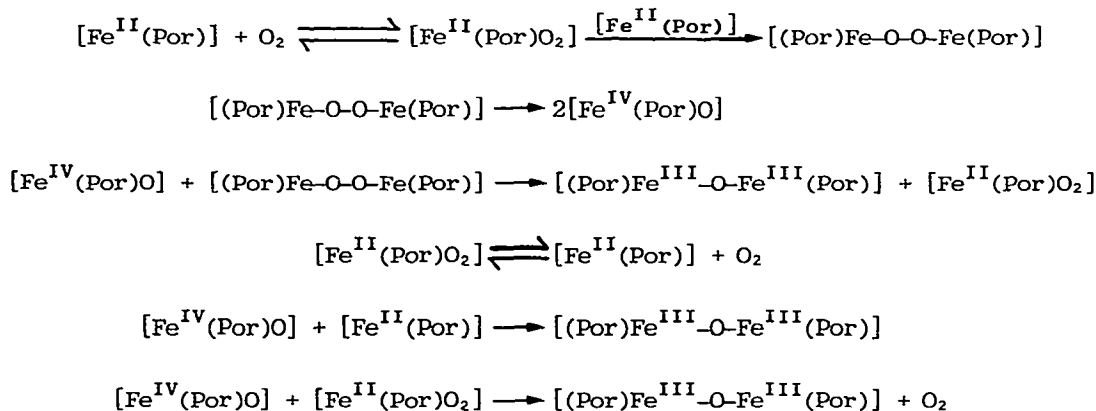 [Fe^II(Por)] + O₂ ⇌ [Fe^II(Por)O₂] —[Fe^II(Por)]→ [(Por)Fe-O-O-Fe(Por)]
[(Por)Fe-O-O-Fe(Por)] → 2[Fe^IV(Por)O]
[Fe^IV(Por)O] + [(Por)Fe-O-O-Fe(Por)] → [(Por)Fe^III-O-Fe^III(Por)] + [Fe^II(Por)O₂]
[Fe^II(Por)O₂] ⇌ [Fe^II(Por)] + O₂
[Fe^IV(Por)O] + [Fe^II(Por)] → [(Por)Fe^III-O-Fe^III(Por)]
[Fe^IV(Por)O] + [Fe^II(Por)O₂] → [(Por)Fe^III-O-Fe^III(Por)] + O₂